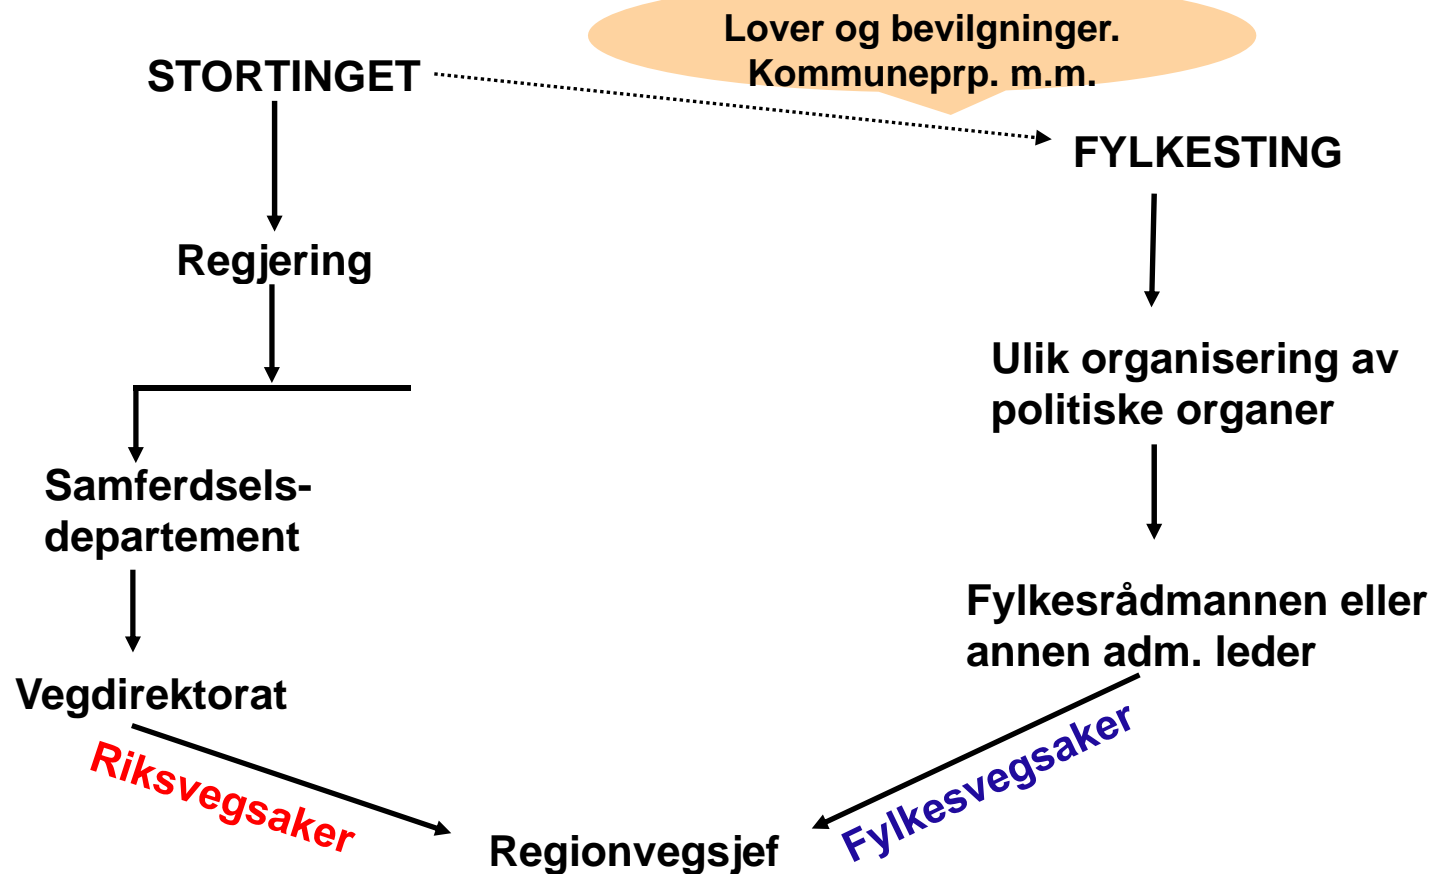 Lover og bevilgninger.
Kommuneprp. m.m.
STORTINGET
FYLKESTING
Regjering
Ulik organisering av
politiske organer
Samferdsels-
departement
Fylkesrådmannen eller
annen adm. leder
Vegdirektorat
Riksvegsaker
Fylkesvegsaker
Regionvegsjef